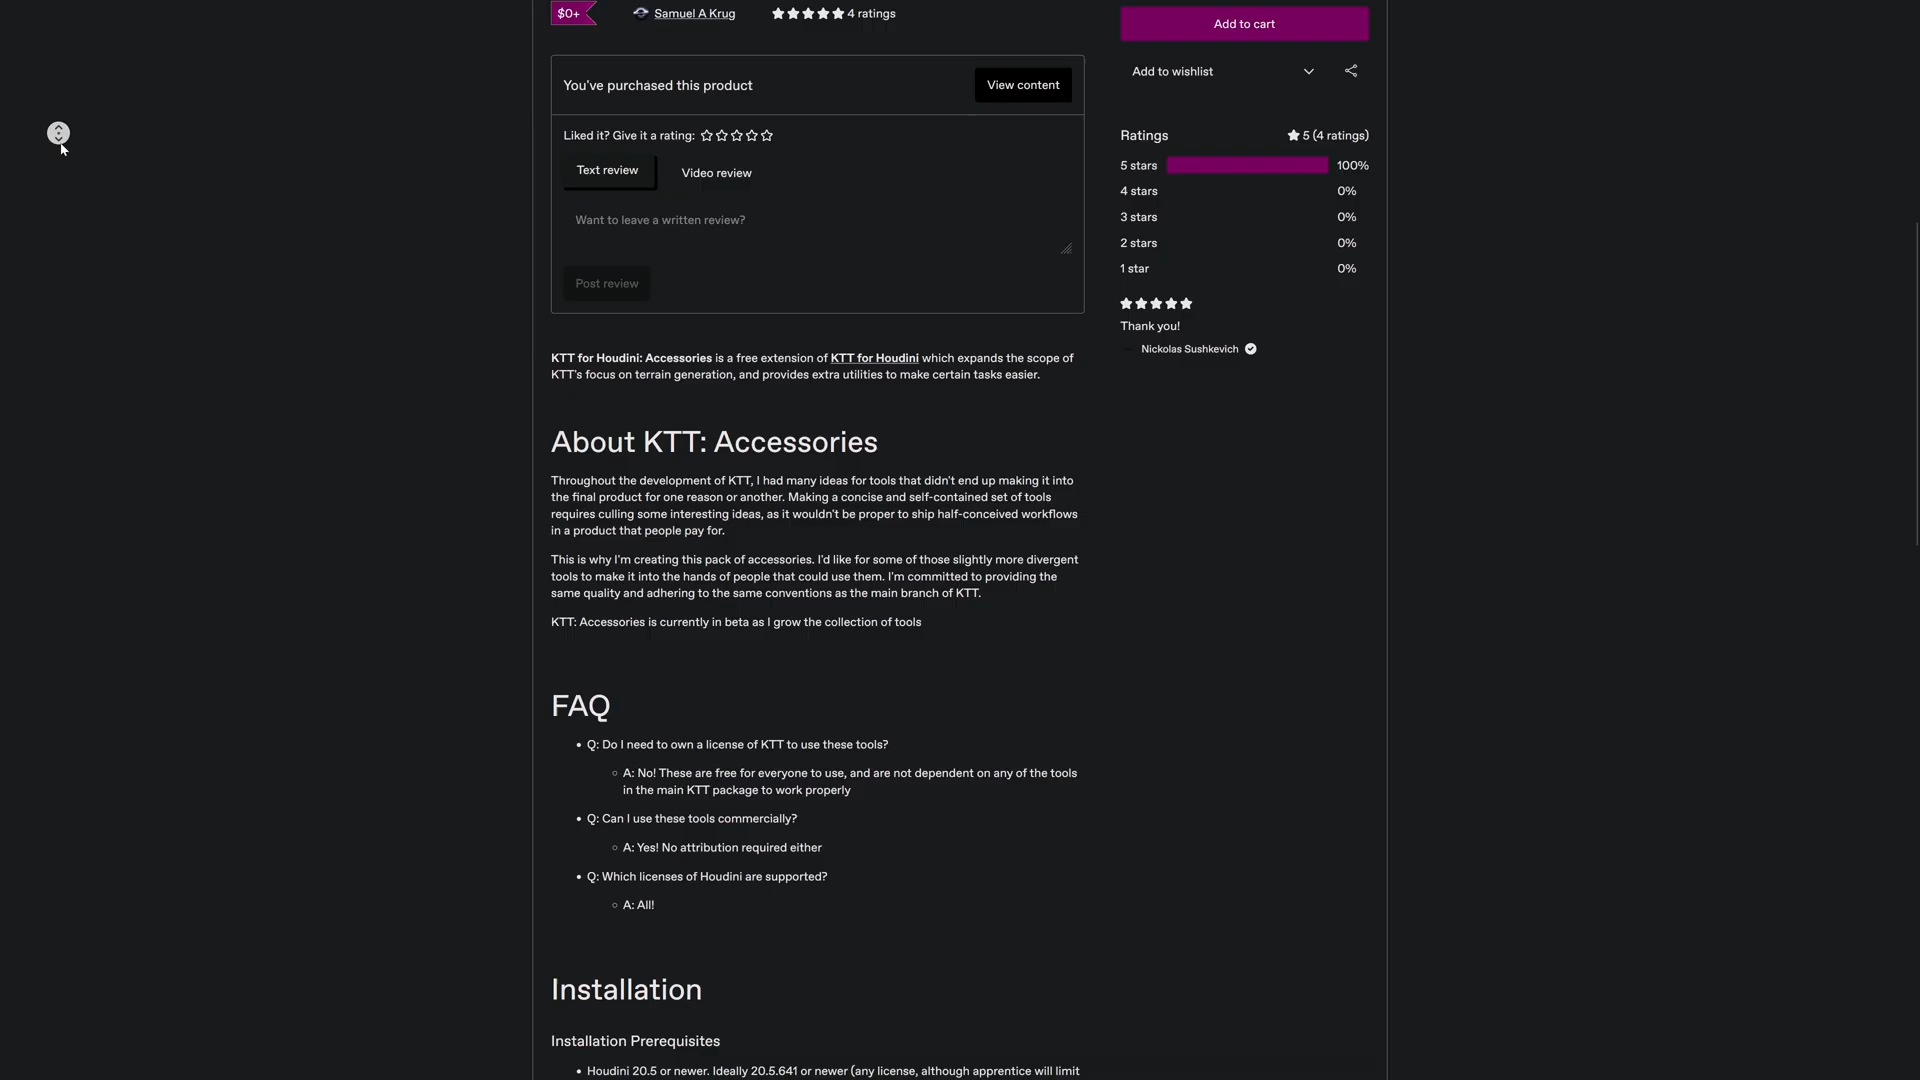 $0+
Samuel A Krug
4 ratings
Add to cart
You've purchased this product
View content
Add to wishlist
Liked it? Give it a rating:
Text review
Video review
Want to leave a written review?
Post review
Ratings
5 (4 ratings)
5 stars 100%
4 stars 0%
3 stars 0%
2 stars 0%
1 star 0%
Thank you!
Nickolas Sushkevich
KTT for Houdini: Accessories is a free extension of KTT for Houdini which expands the scope of
KTT's focus on terrain generation, and provides extra utilities to make certain tasks easier.
About KTT: Accessories
Throughout the development of KTT, I had many ideas for tools that didn't end up making it into
the final product for one reason or another. Making a concise and self-contained set of tools
requires culling some interesting ideas, as it wouldn't be proper to ship half-conceived workflows
in a product that people pay for.
This is why I'm creating this pack of accessories. I'd like for some of those slightly more divergent
tools to make it into the hands of people that could use them. I'm committed to providing the
same quality and adhering to the same conventions as the main branch of KTT.
KTT: Accessories is currently in beta as I grow the collection of tools
FAQ
• Q: Do I need to own a license of KTT to use these tools?
◦ A: No! These are free for everyone to use, and are not dependent on any of the tools
in the main KTT package to work properly
• Q: Can I use these tools commercially?
◦ A: Yes! No attribution required either
• Q: Which licenses of Houdini are supported?
◦ A: All!
Installation
Installation Prerequisites
• Houdini 20.5 or newer. Ideally 20.5.641 or newer (any license, although apprentice will limit